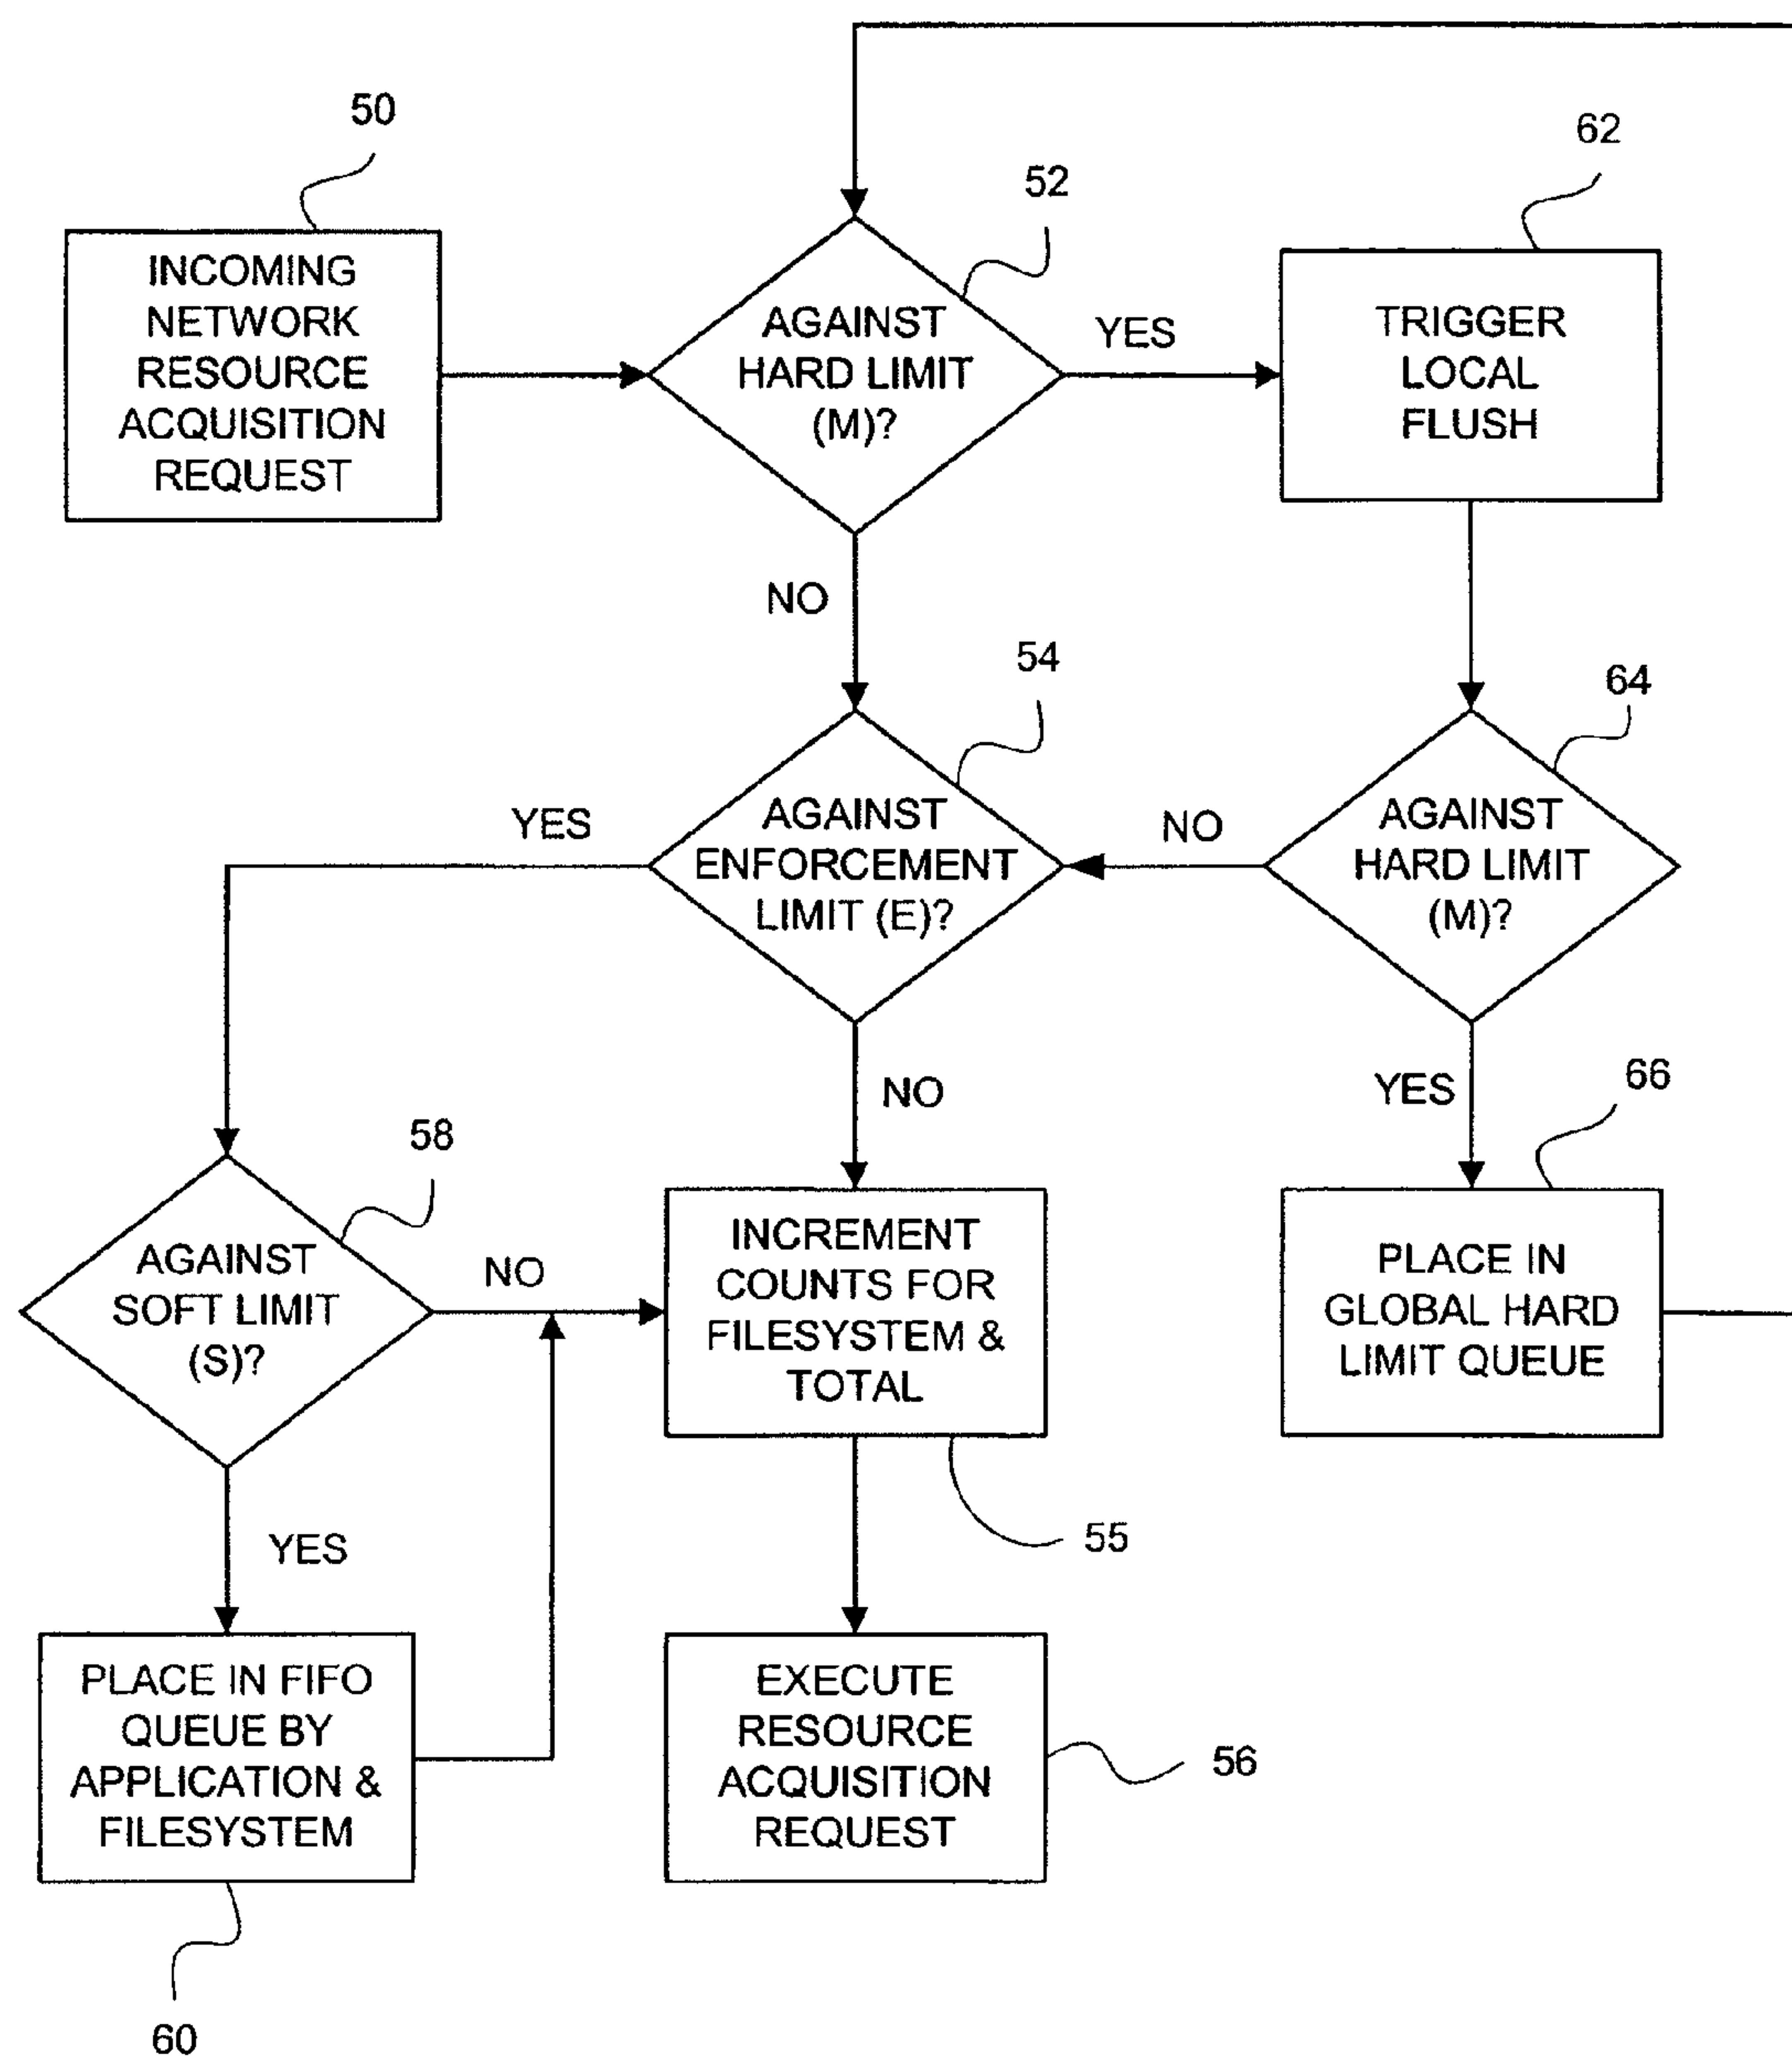 50
INCOMING
NETWORK
RESOURCE
ACQUISITION
REQUEST
52
AGAINST
HARD LIMIT
(M)?
YES
62
TRIGGER
LOCAL
FLUSH
NO
54
AGAINST
ENFORCEMENT
LIMIT (E)?
YES
NO
64
AGAINST
HARD LIMIT
(M)?
NO
YES
66
PLACE IN
GLOBAL HARD
LIMIT QUEUE
58
AGAINST
SOFT LIMIT
(S)?
NO
INCREMENT
COUNTS FOR
FILESYSTEM &
TOTAL
55
YES
PLACE IN FIFO
QUEUE BY
APPLICATION &
FILESYSTEM
60
EXECUTE
RESOURCE
ACQUISITION
REQUEST
56